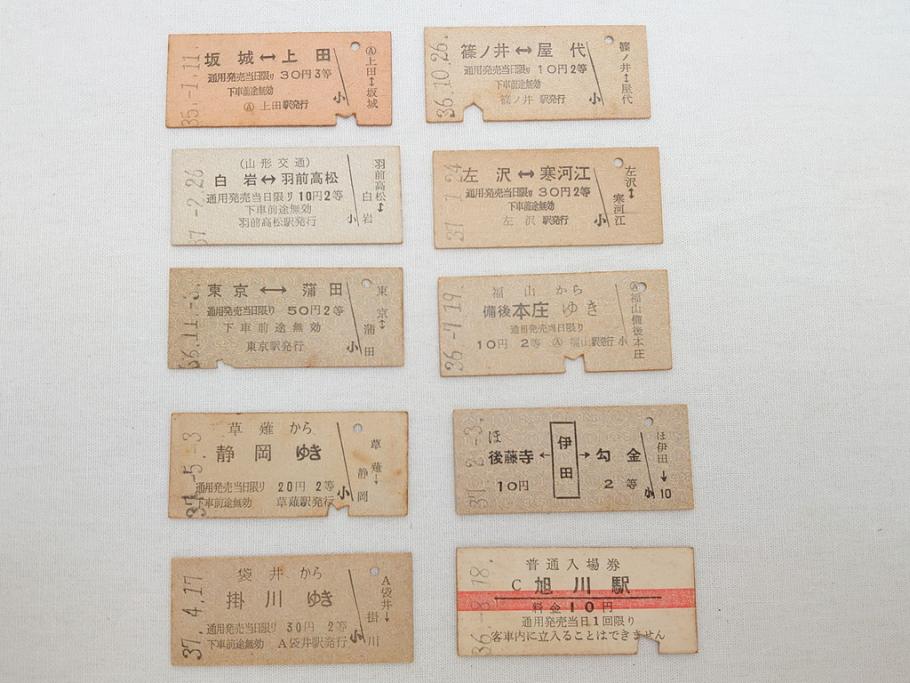 35.-1.11
坂城↔上田
通用発売当日限り 30円3等
下車前途無効
小
Ⓐ 上田駅発行
Ⓐ上田↕坂城
36.10.26.
篠ノ井↔屋代
通用発売当日限り 10円2等
下車前途無効
小
篠ノ井 駅発行
篠ノ井↕屋代
37.-2.26
(山形交通)
白岩↔羽前高松
通用発売当日限り 10円2等
下車前途無効
小
羽前高松駅発行
羽前高松↕白岩
左沢↔寒河江
通用発売当日限り 30円2等
下車前途無効
小
左沢 駅発行
左沢↕寒河江
東京↔蒲田
通用発売当日限り 50円2等
下車前途無効
東京駅発行
小
東京↕蒲田
36.-7.19.
福山から
備後本庄ゆき
通用発売当日限り
10円 2等 Ⓐ 福山駅発行 小
Ⓐ福山備後本庄
37.-5.-3
草薙から
静岡ゆき
通用発売当日限り 20円 2等
下車前途無効 草薙駅発行
小
草薙→静岡
ほ
後藤寺←伊田→勾金
10円 2等
小10
ほ伊田→
37.4.17
袋井から
掛川ゆき
通用発売当日限り 30円 2等
下車前途無効 A袋井駅発行
小
A袋井→掛川
普通入場券
C 旭川駅
料金10円
通用発売当日1回限り
客車内に立入ることはできません